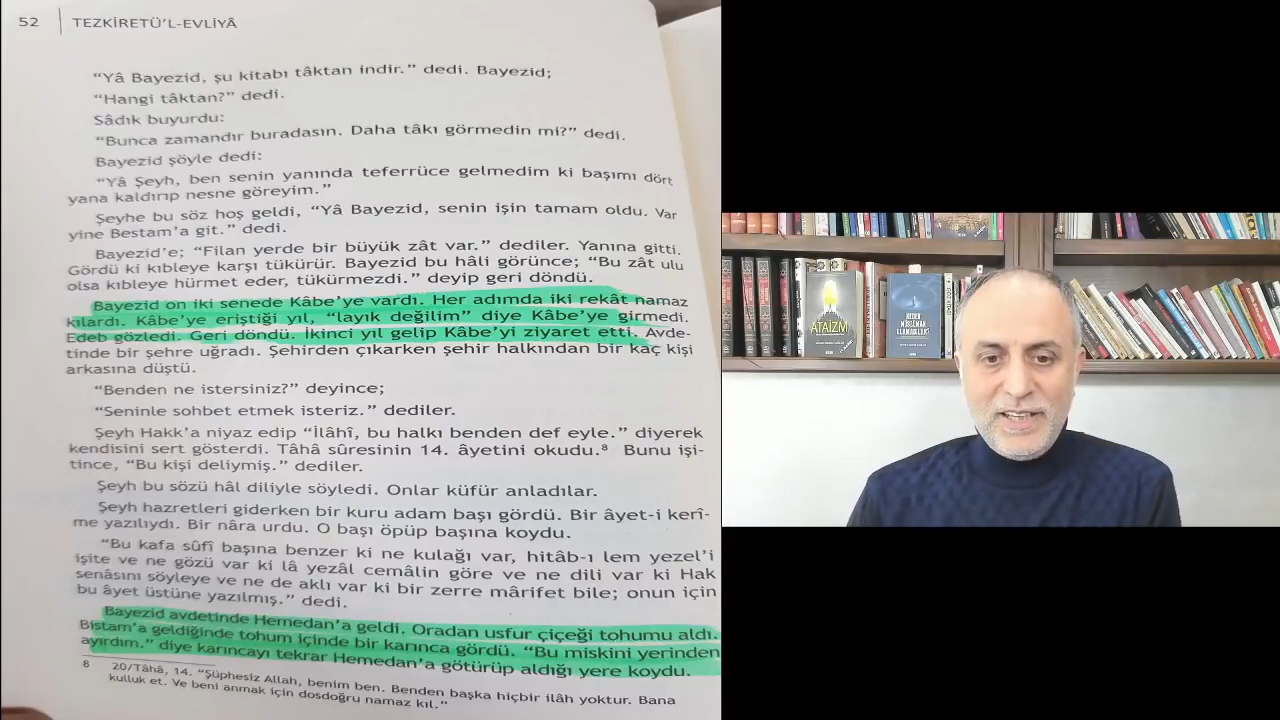 52 | TEZKİRETÜ'L-EVLİYÂ
“Yâ Bayezid, şu kitabı tâktan indir.” dedi. Bayezid;
“Hangi tâktan?” dedi.
Sâdık buyurdu:
“Bunca zamandır buradasın. Daha tâkı görmedin mi?” dedi.
Bayezid şöyle dedi:
“Yâ Şeyh, ben senin yanında teferrüce gelmedim ki başımı dört
yana kaldırıp nesne göreyim.”
Şeyhe bu söz hoş geldi, “Yâ Bayezid, senin işin tamam oldu. Var
yine Bestam'a git.” dedi.
Bayezid'e; “Filan yerde bir büyük zât var.” dediler. Yanına gitti.
Gördü ki kıbleye karşı tükürür. Bayezid bu hâli görünce; “Bu zât ulu
olsa kıbleye hürmet eder, tükürmezdi.” deyip geri döndü.
Bayezid on iki senede Kâbe'ye vardı. Her adımda iki rekât namaz
kılardı. Kâbe'ye eriştiği yıl, “layık değilim” diye Kâbe'ye girmedi.
Edeb gözledi. Geri döndü. İkinci yıl gelip Kâbe'yi ziyaret etti. Avde-
tinde bir şehre uğradı. Şehirden çıkarken şehir halkından bir kaç kişi
arkasına düştü.
“Benden ne istersiniz?” deyince;
“Seninle sohbet etmek isteriz.” dediler.
Şeyh Hakk'a niyaz edip “İlâhî, bu halkı benden def eyle.” diyerek
kendisini sert gösterdi. Tâhâ sûresinin 14. âyetini okudu.⁸ Bunu işi-
tince, “Bu kişi deliymiş.” dediler.
Şeyh bu sözü hâl diliyle söyledi. Onlar küfür anladılar.
Şeyh hazretleri giderken bir kuru adam başı gördü. Bir âyet-i kerî-
me yazılıydı. Bir nâra urdu. O başı öpüp başına koydu.
“Bu kafa sûfî başına benzer ki ne kulağı var, hitâb-ı lem yezel'i
işite ve ne gözü var ki lâ yezâl cemâlin göre ve ne dili var ki Hak
senâsını söyleye ve ne de aklı var ki bir zerre mârifet bile; onun için
bu âyet üstüne yazılmış.” dedi.
Bayezid avdetinde Hemedan'a geldi. Oradan usfur çiçeği tohumu aldı.
Bistam'a geldiğinde tohum içinde bir karınca gördü. “Bu miskini yerinden
ayırdım.” diye karıncayı tekrar Hemedan'a götürüp aldığı yere koydu.
8 20/Tâhâ, 14. “Şüphesiz Allah, benim ben. Benden başka hiçbir ilâh yoktur. Bana
kulluk et. Ve beni anmak için dosdoğru namaz kıl.”
ATAİZM
NEDEN
MÜSLÜMAN
OLAMADILAR?